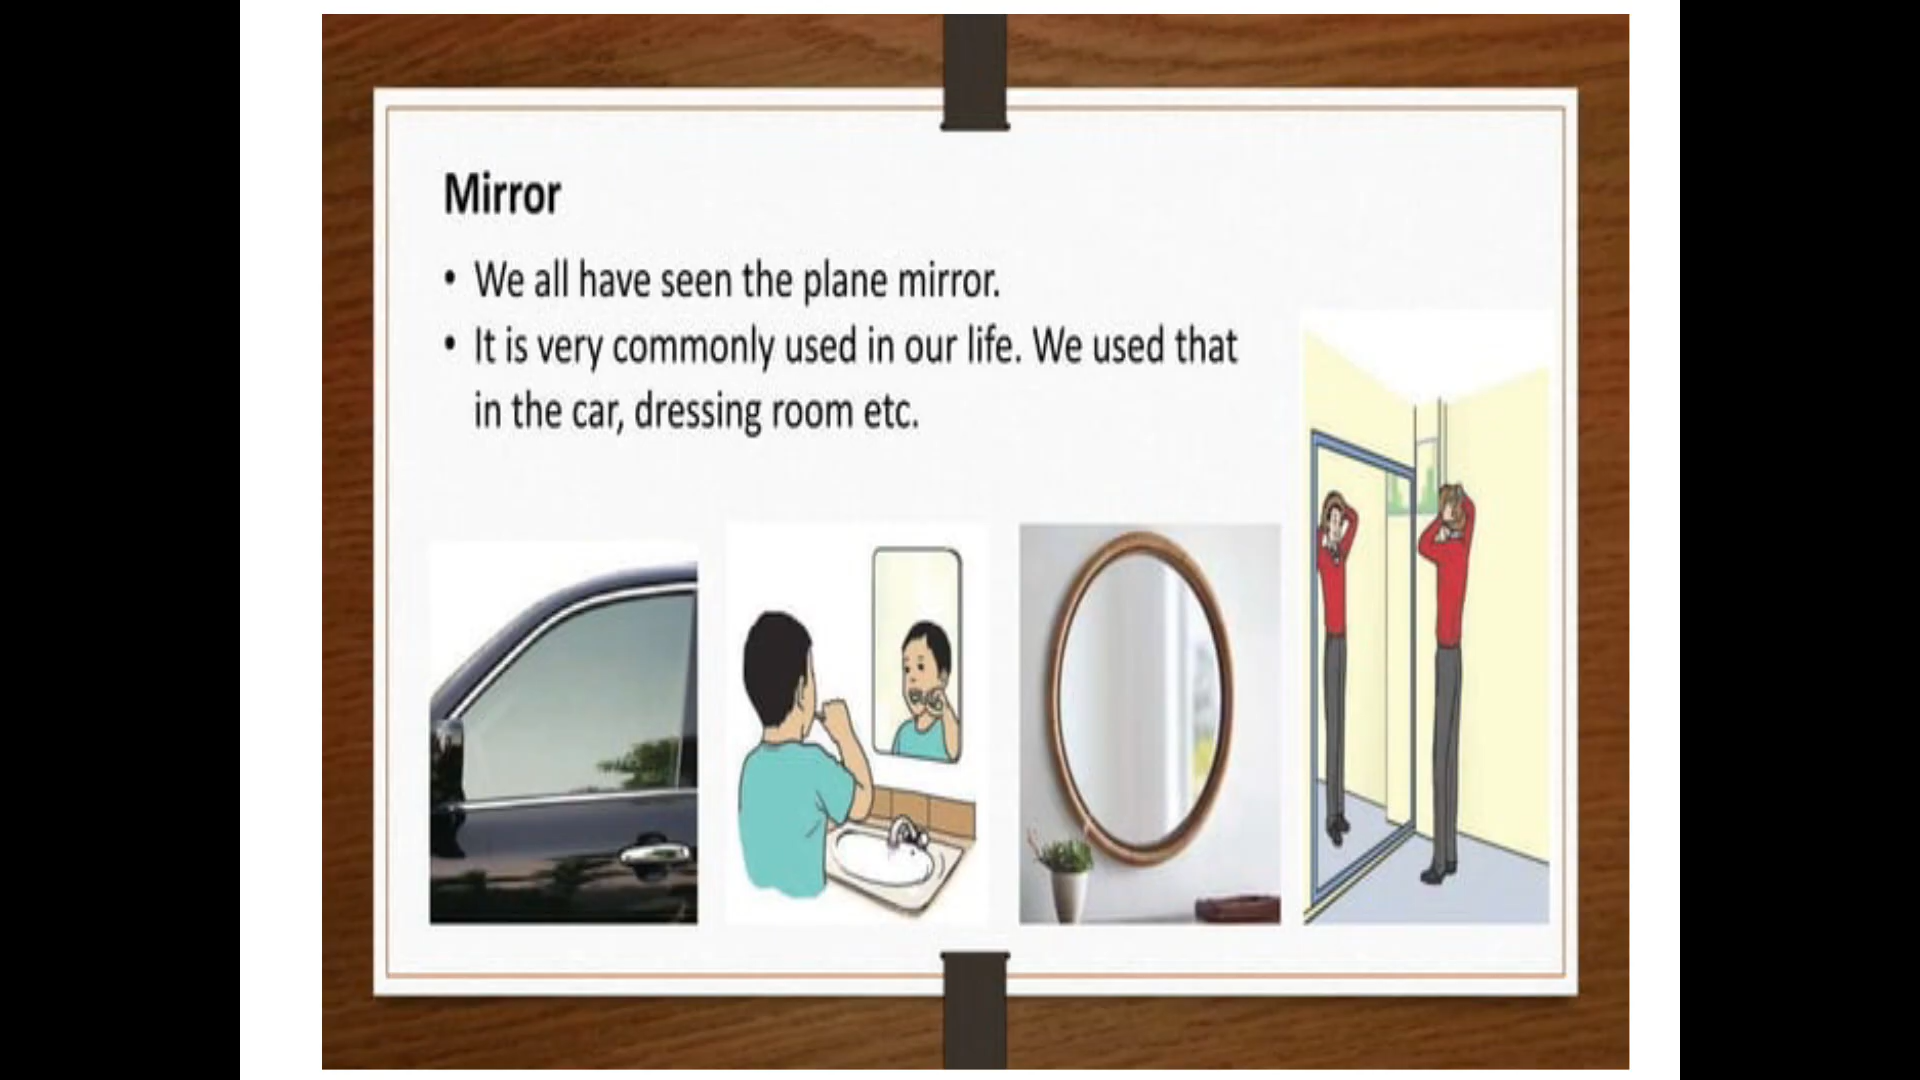 Mirror
• We all have seen the plane mirror.
• It is very commonly used in our life. We used that
in the car, dressing room etc.